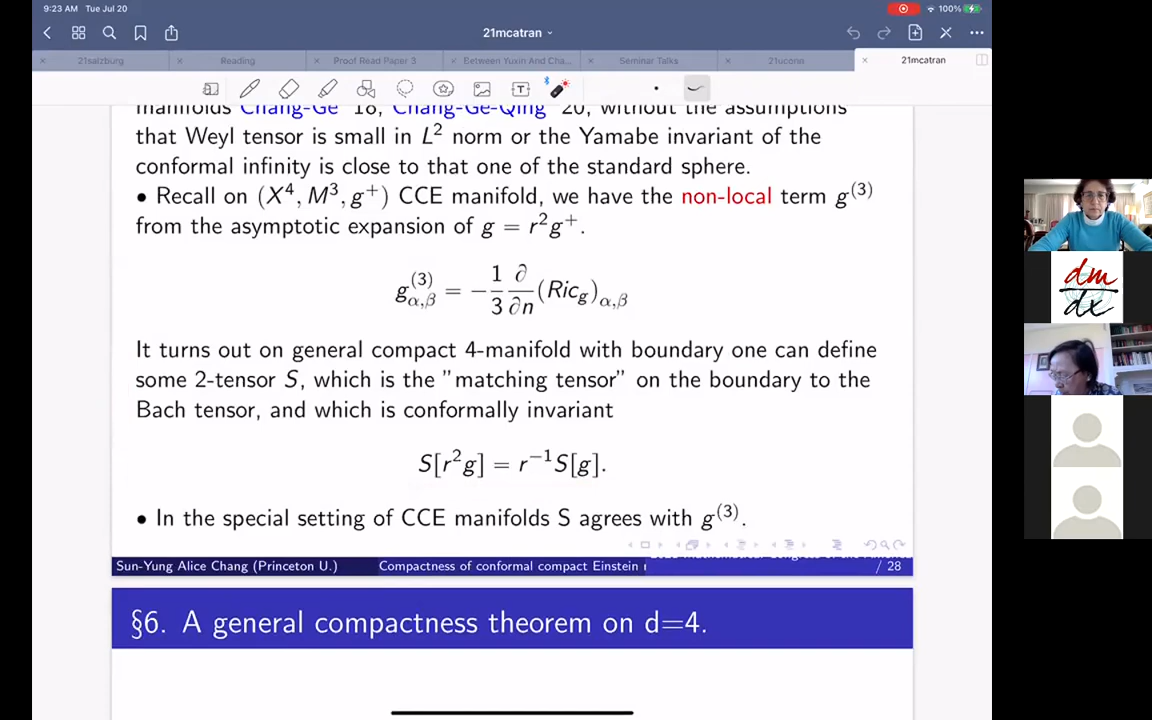 9:23 AM Tue Jul 20
100%
21mcatran
21salzburg
Reading
Proof Read Paper 3
Between Yuxin And Cha...
Seminar Talks
21uconn
21mcatran
manifolds Chang-Ge 18, Chang-Ge-Qing 20, without the assumptions
that Weyl tensor is small in L² norm or the Yamabe invariant of the
conformal infinity is close to that one of the standard sphere.
• Recall on (X⁴, M³, g⁺) CCE manifold, we have the non-local term g⁽³⁾
from the asymptotic expansion of g = r²g⁺.
g⁽³⁾_{α,β} = −1/3 ∂/∂n (Ric_g)_{α,β}
It turns out on general compact 4-manifold with boundary one can define
some 2-tensor S, which is the "matching tensor" on the boundary to the
Bach tensor, and which is conformally invariant
S[r²g] = r⁻¹S[g].
• In the special setting of CCE manifolds S agrees with g⁽³⁾.
Sun-Yung Alice Chang (Princeton U.) Compactness of conformal compact Einstein
/ 28
§6. A general compactness theorem on d=4.
dm
dx